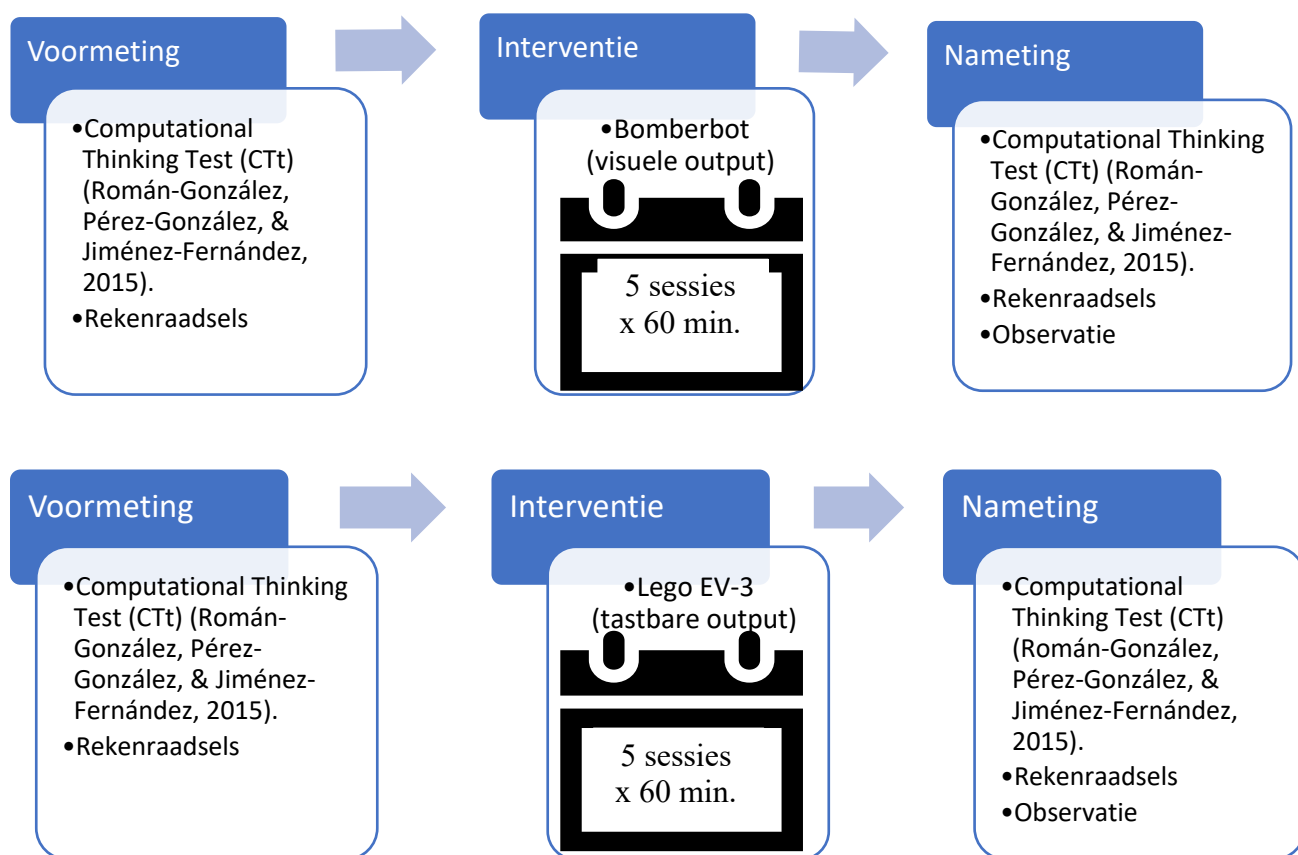 Voormeting
•Computational
Thinking Test (CTt)
(Román-González,
Pérez-González, &
Jiménez-Fernández,
2015).
•Rekenraadsels
Interventie
•Bomberbot
(visuele output)
5 sessies
x 60 min.
Nameting
•Computational Thinking
Test (CTt) (Román-
González, Pérez-
González, & Jiménez-
Fernández, 2015).
•Rekenraadsels
•Observatie
Voormeting
•Computational Thinking
Test (CTt) (Román-
González, Pérez-
González, & Jiménez-
Fernández, 2015).
•Rekenraadsels
Interventie
•Lego EV-3
(tastbare output)
5 sessies
x 60 min.
Nameting
•Computational
Thinking Test (CTt)
(Román-González,
Pérez-González, &
Jiménez-Fernández,
2015).
•Rekenraadsels
•Observatie